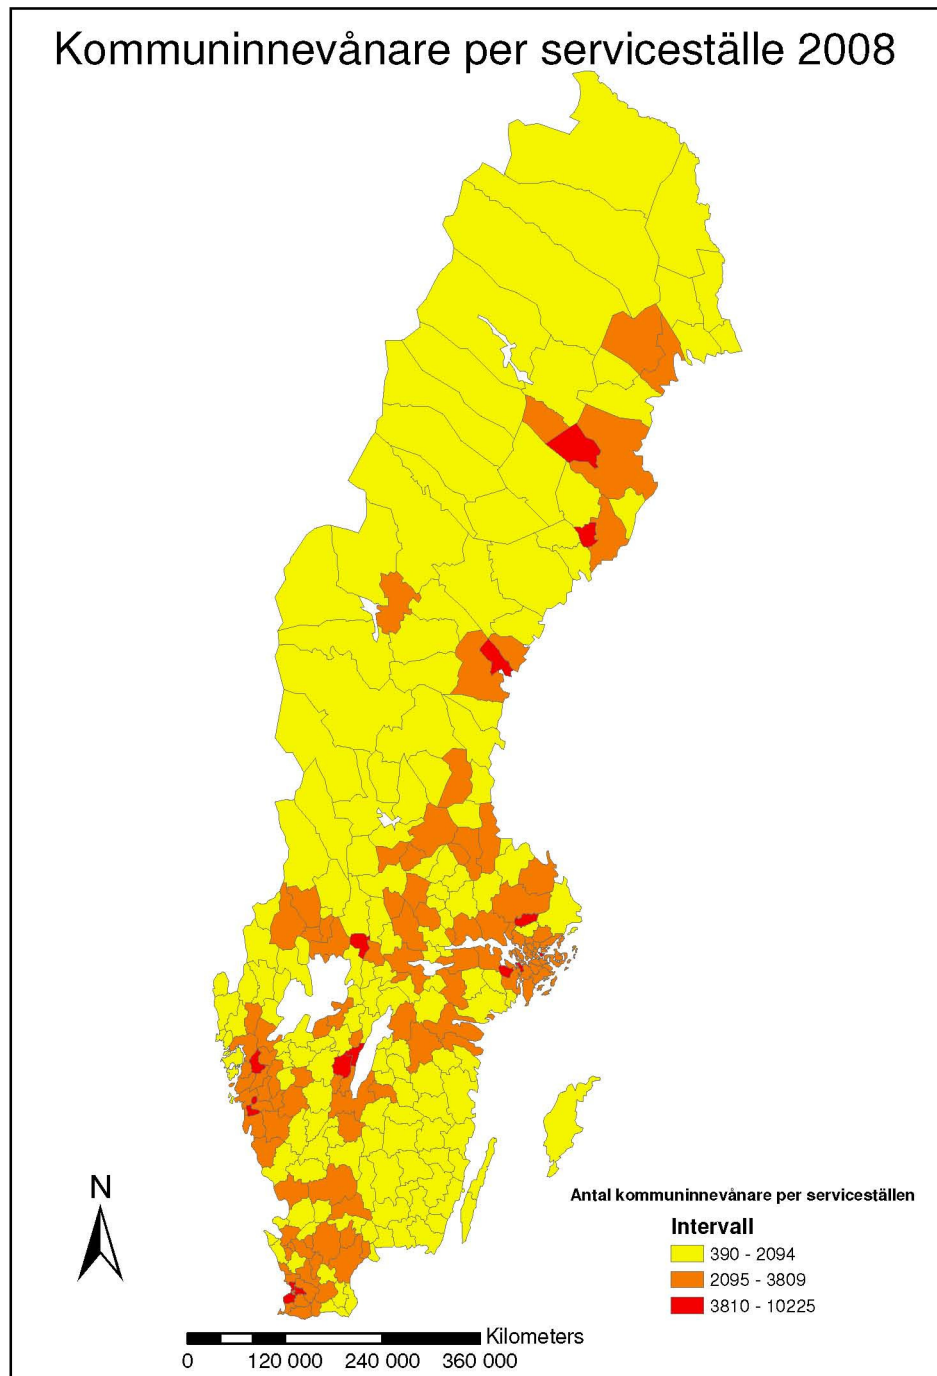 Kommuninnevånare per serviceställe 2008
N
Antal kommuninnevånare per serviceställen
Intervall
390 - 2094
2095 - 3809
3810 - 10225
Kilometers
0 120 000 240 000 360 000